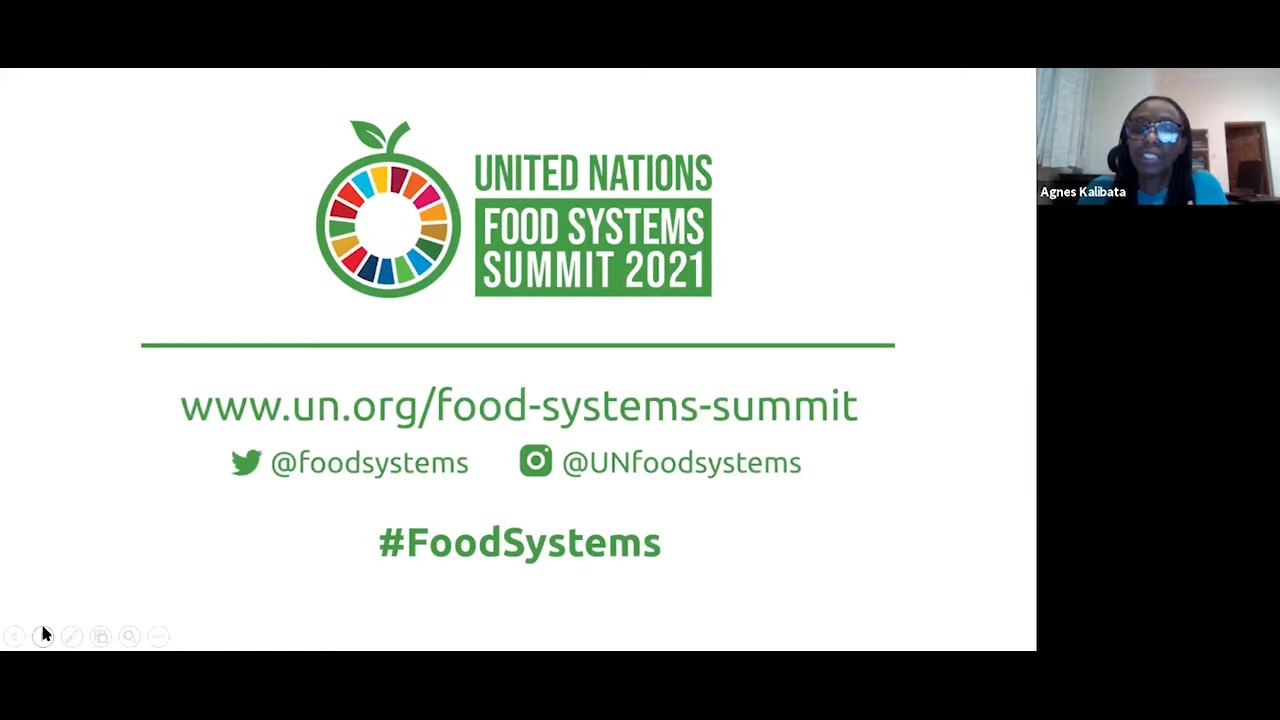 UNITED NATIONS
FOOD SYSTEMS
SUMMIT 2021
www.un.org/food-systems-summit
@foodsystems @UNfoodsystems
#FoodSystems
Agnes Kalibata